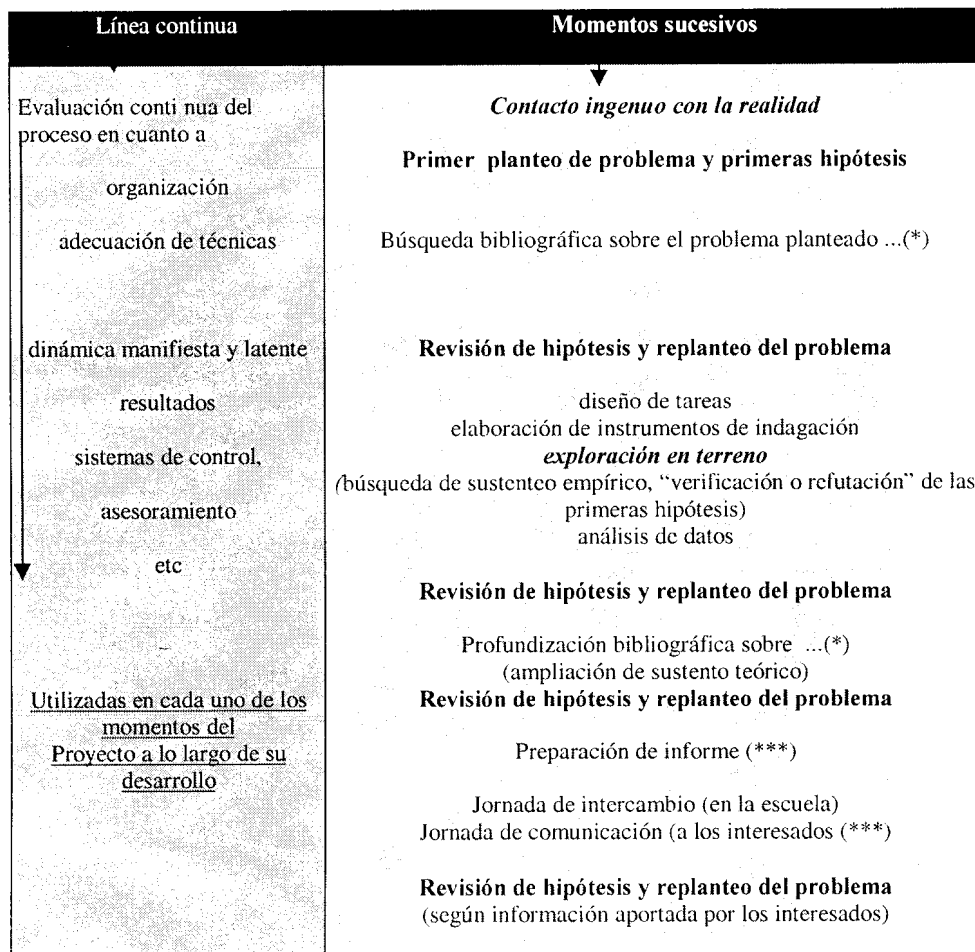 Línea continua
Momentos sucesivos
Evaluación conti nua del
proceso en cuanto a
organización
adecuación de técnicas
dinámica manifiesta y latente
resultados
sistemas de control,
asesoramiento
etc
Utilizadas en cada uno de los
momentos del
Proyecto a lo largo de su
desarrollo
Contacto ingenuo con la realidad
Primer planteo de problema y primeras hipótesis
Búsqueda bibliográfica sobre el problema planteado ...(*)
Revisión de hipótesis y replanteo del problema
diseño de tareas
elaboración de instrumentos de indagación
exploración en terreno
(búsqueda de sustenteo empírico, “verificación o refutación” de las
primeras hipótesis)
análisis de datos
Revisión de hipótesis y replanteo del problema
Profundización bibliográfica sobre ...(*)
(ampliación de sustento teórico)
Revisión de hipótesis y replanteo del problema
Preparación de informe (***)
Jornada de intercambio (en la escuela)
Jornada de comunicación (a los interesados (***)
Revisión de hipótesis y replanteo del problema
(según información aportada por los interesados)